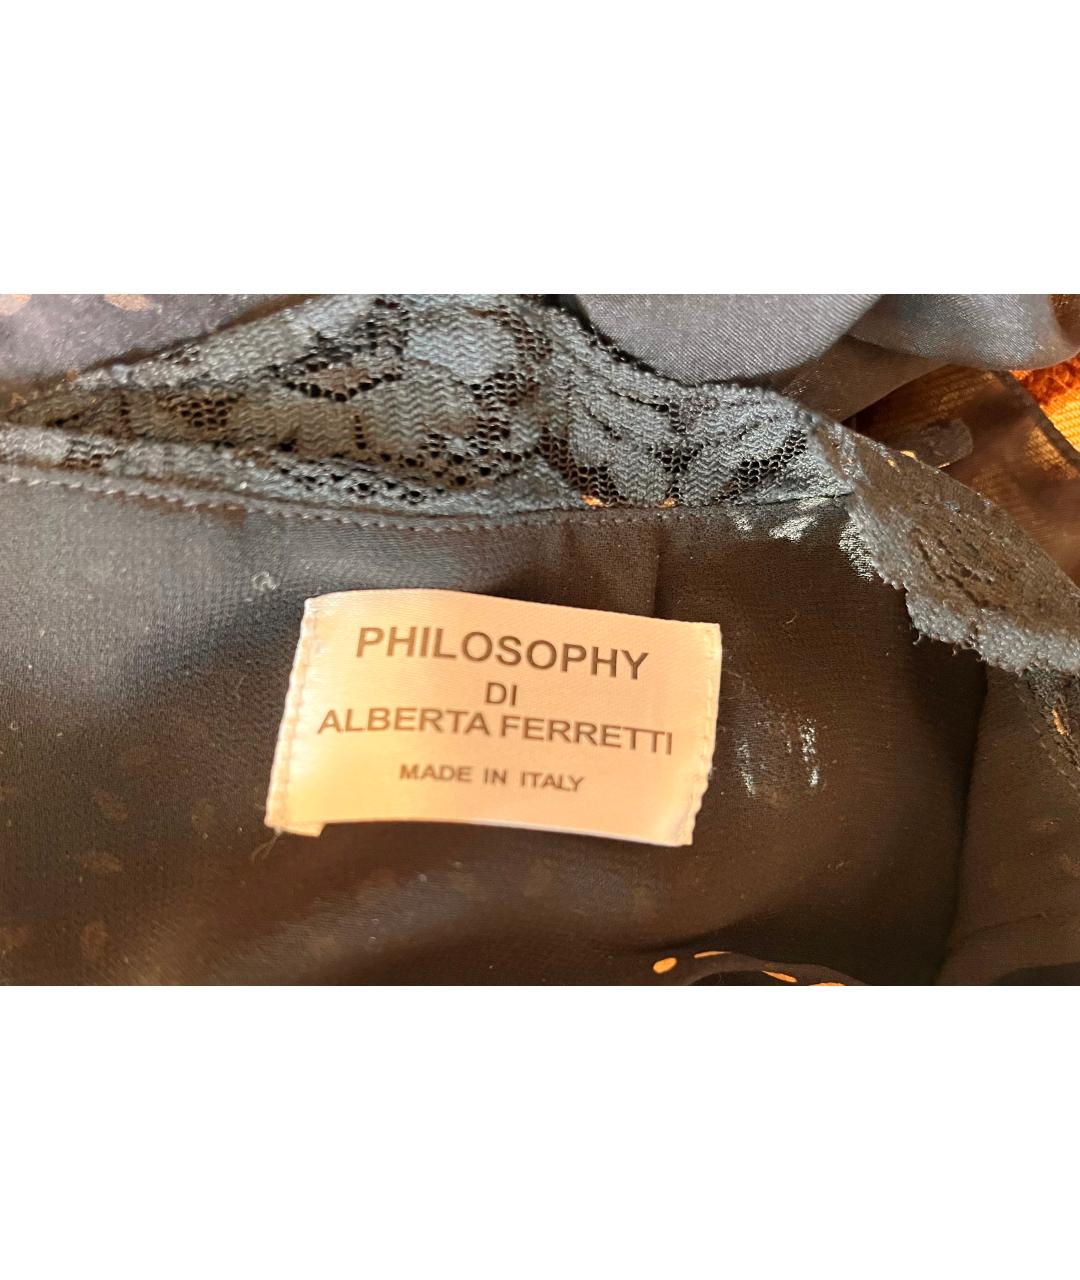 PHILOSOPHY
DI
ALBERTA FERRETTI
MADE IN ITALY